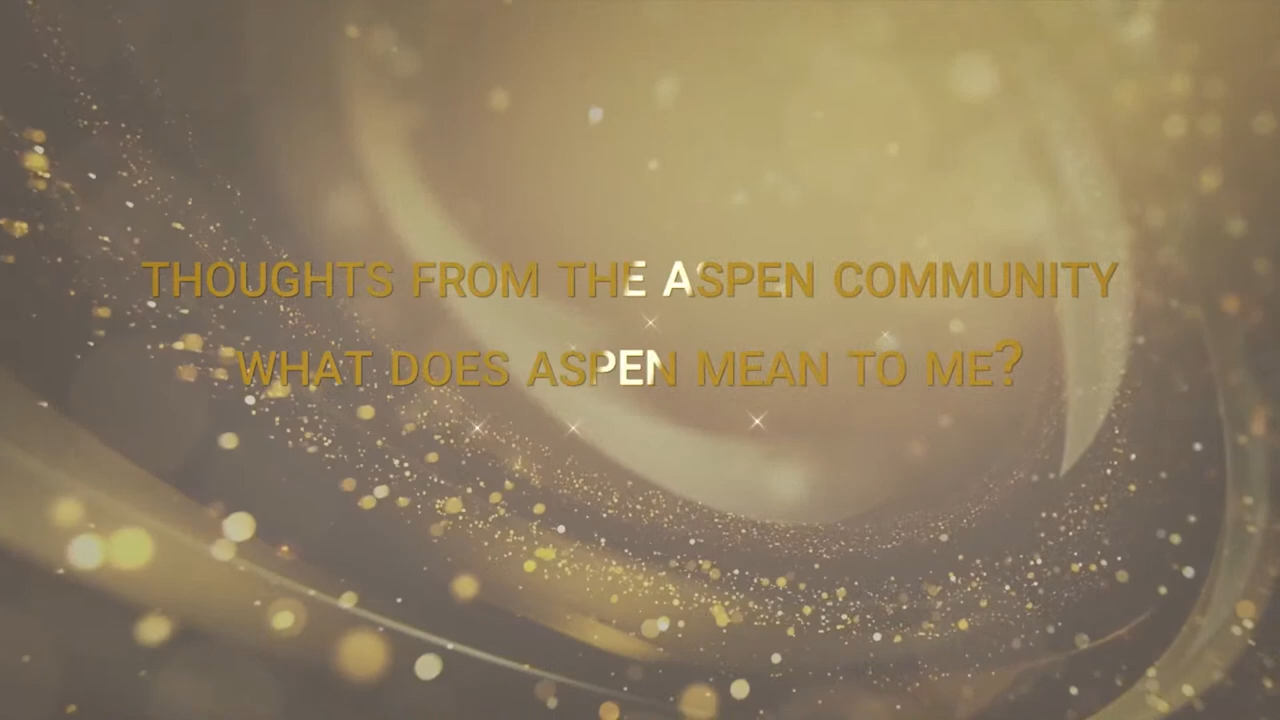 THOUGHTS FROM THE ASPEN COMMUNITY
WHAT DOES ASPEN MEAN TO ME?